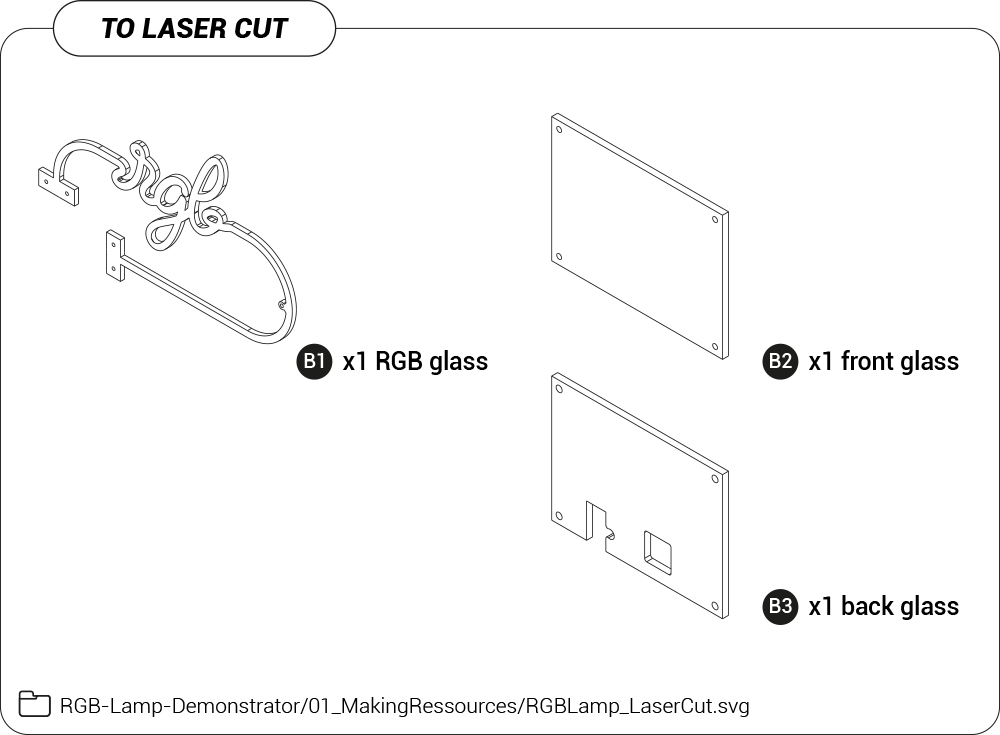 TO LASER CUT
B1 x1 RGB glass
B2 x1 front glass
B3 x1 back glass
RGB-Lamp-Demonstrator/01_MakingRessources/RGBLamp_LaserCut.svg